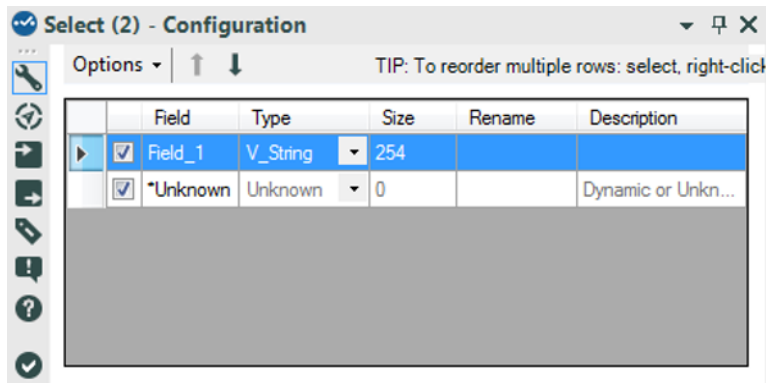 Select (2) - Configuration
Options TIP: To reorder multiple rows: select, right-click
Field Type Size Rename Description
Field_1 V_String 254
*Unknown Unknown 0 Dynamic or Unkn...